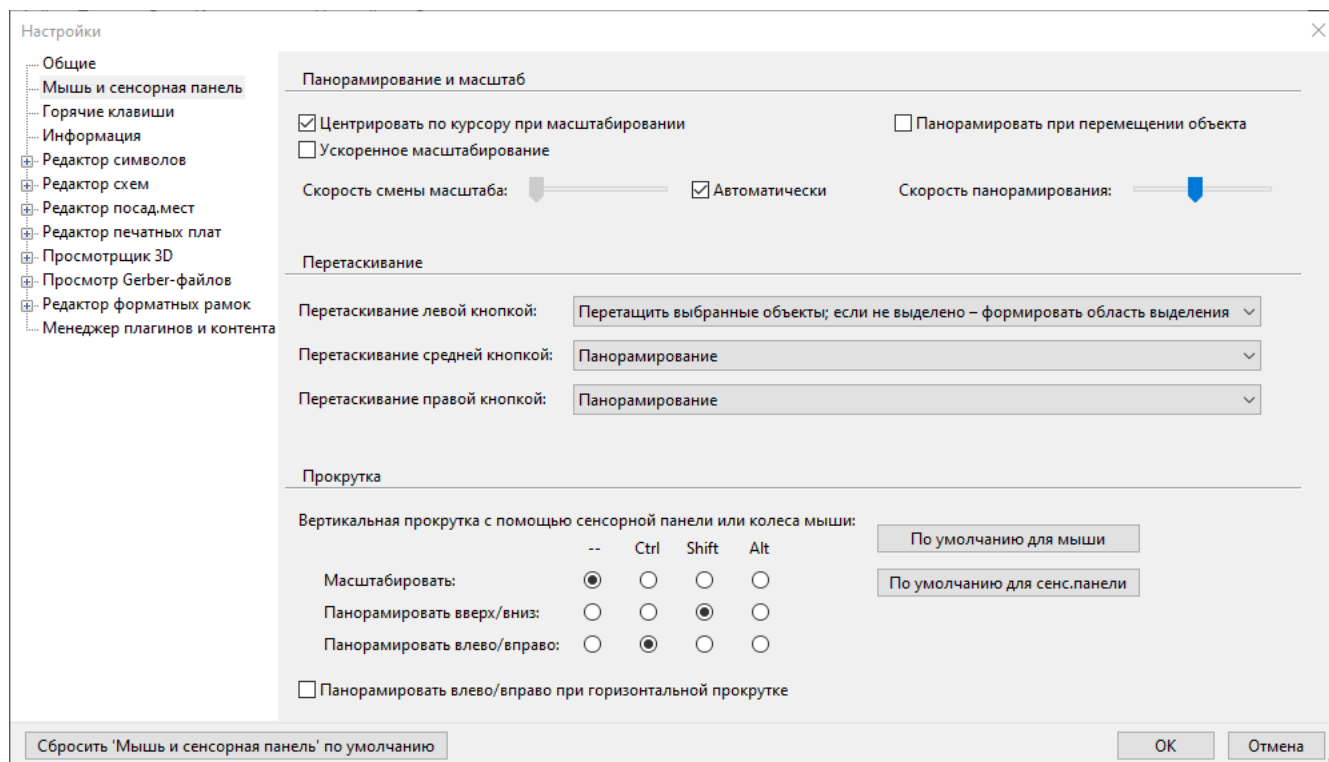 Настройки
Общие
Мышь и сенсорная панель
Горячие клавиши
Информация
Редактор символов
Редактор схем
Редактор посад.мест
Редактор печатных плат
Просмотрщик 3D
Просмотр Gerber-файлов
Редактор форматных рамок
Менеджер плагинов и контента
Панорамирование и масштаб
Центрировать по курсору при масштабировании
Панорамировать при перемещении объекта
Ускоренное масштабирование
Скорость смены масштаба:
Автоматически
Скорость панорамирования:
Перетаскивание
Перетаскивание левой кнопкой:
Перетащить выбранные объекты; если не выделено – формировать область выделения
Перетаскивание средней кнопкой:
Панорамирование
Перетаскивание правой кнопкой:
Панорамирование
Прокрутка
Вертикальная прокрутка с помощью сенсорной панели или колеса мыши:
-- Ctrl Shift Alt
Масштабировать:
Панорамировать вверх/вниз:
Панорамировать влево/вправо:
По умолчанию для мыши
По умолчанию для сенс.панели
Панорамировать влево/вправо при горизонтальной прокрутке
Сбросить 'Мышь и сенсорная панель' по умолчанию
OK
Отмена